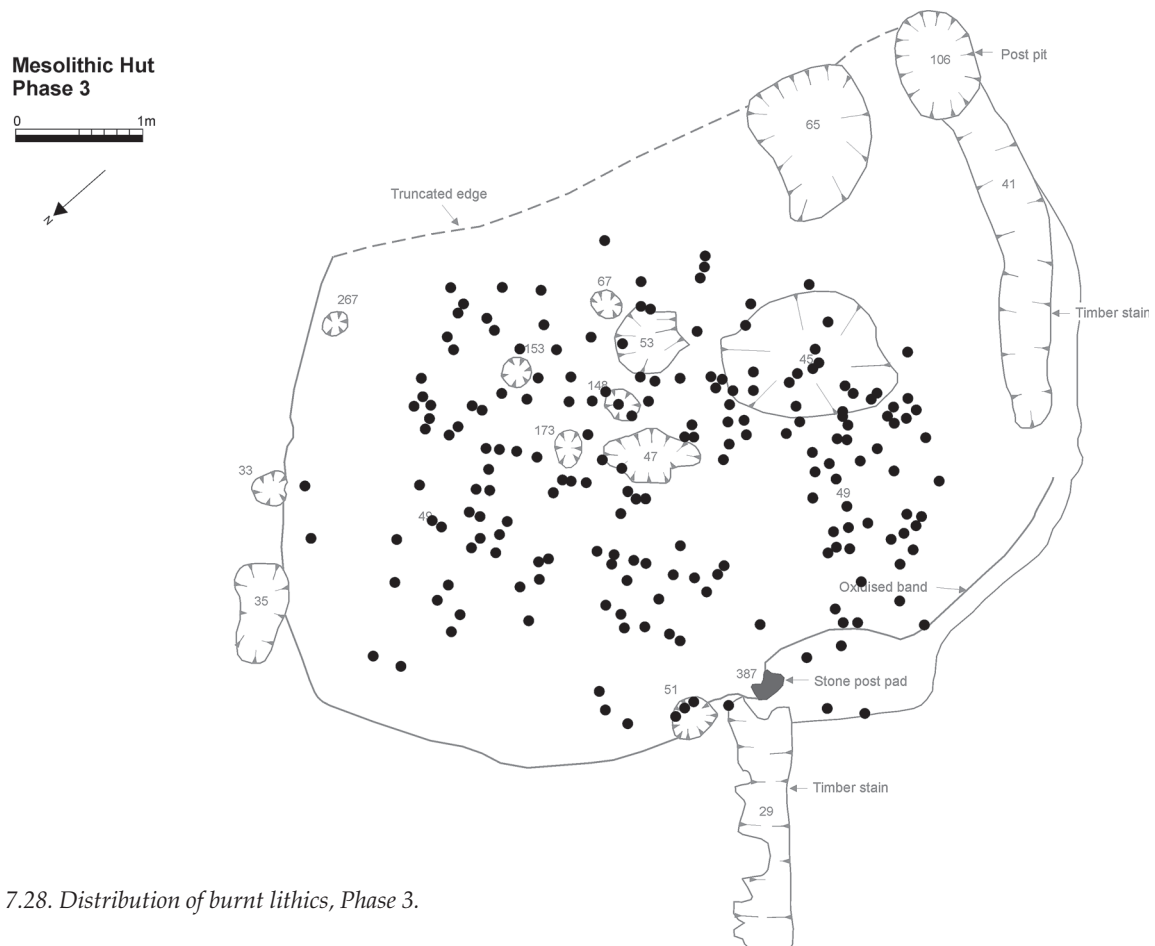 Mesolithic Hut
Phase 3
0 1m
N
106
Post pit
65
41
Truncated edge
67
267
Timber stain
53
153
45
148
173
47
33
49
49
35
Oxidised band
387
Stone post pad
51
Timber stain
29
7.28. Distribution of burnt lithics, Phase 3.